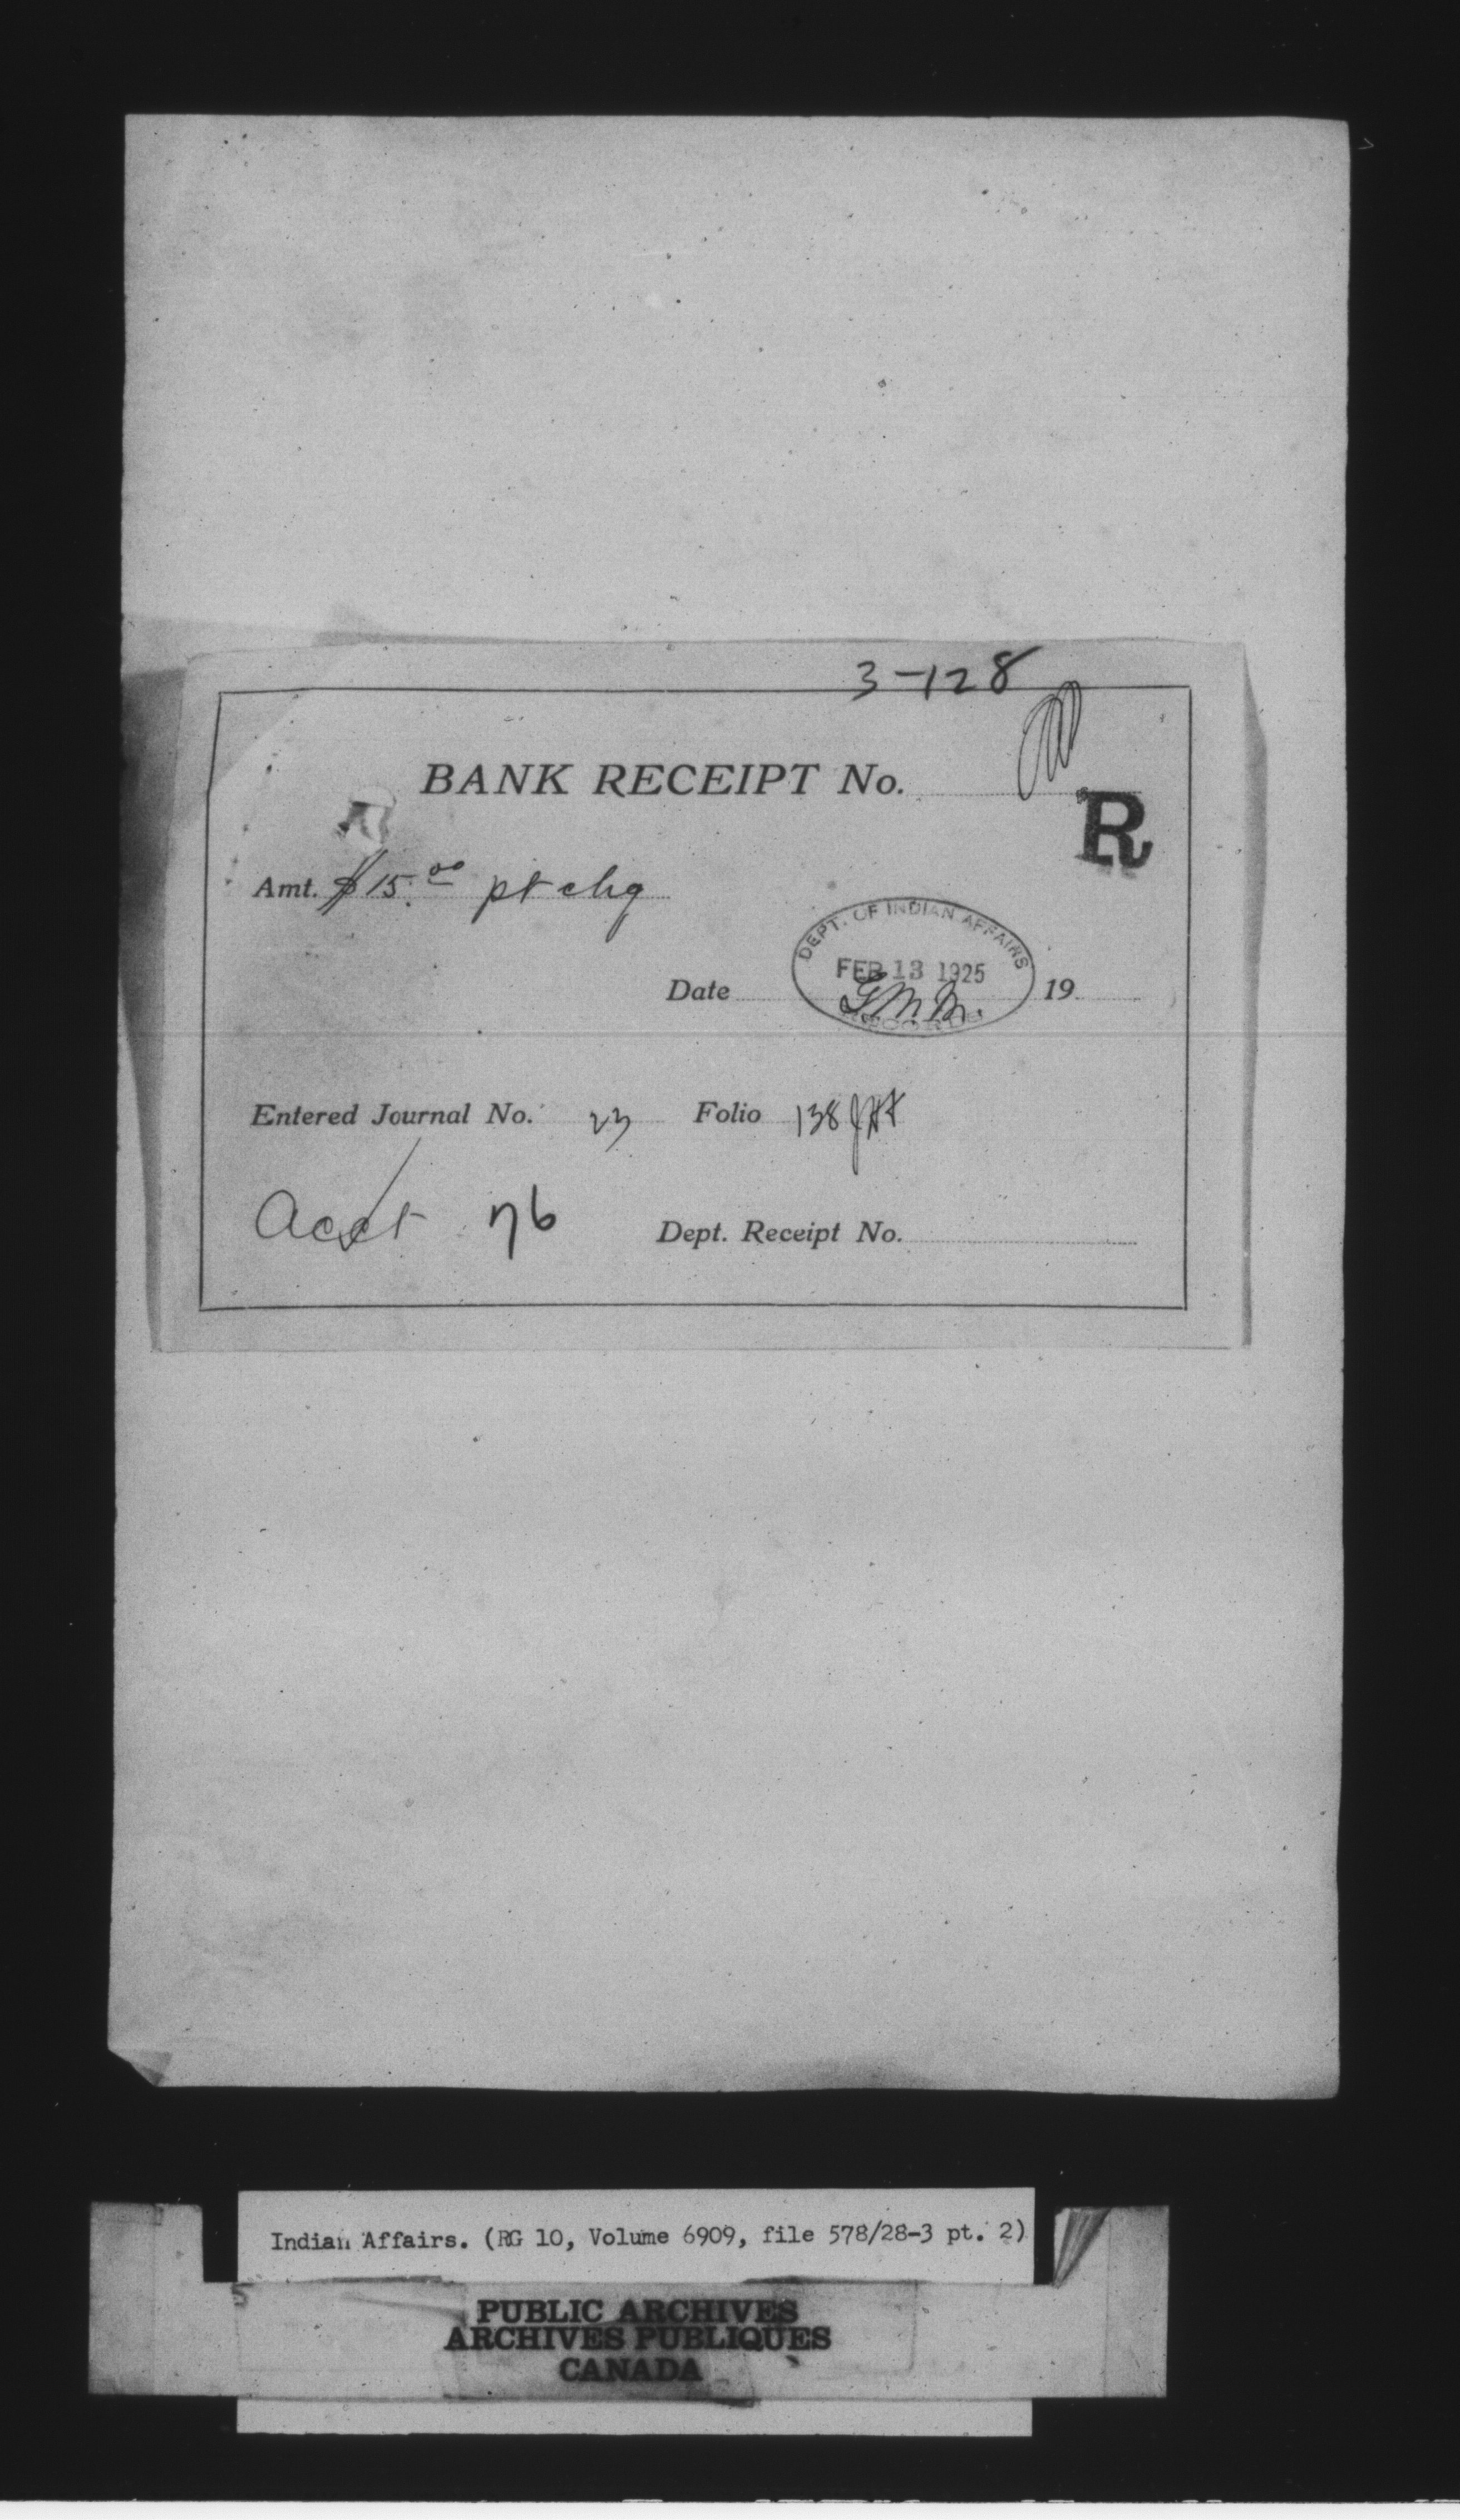 3-128
BANK RECEIPT No.
R
Amt. $15.00 pt chq
DEPT. OF INDIAN AFFAIRS
FEB 13 1925
Date 19
RECORDS
Entered Journal No. 23 Folio 138
Acct 76 Dept. Receipt No.
Indian Affairs. (RG 10, Volume 6909, file 578/28-3 pt. 2)
PUBLIC ARCHIVES
ARCHIVES PUBLIQUES
CANADA